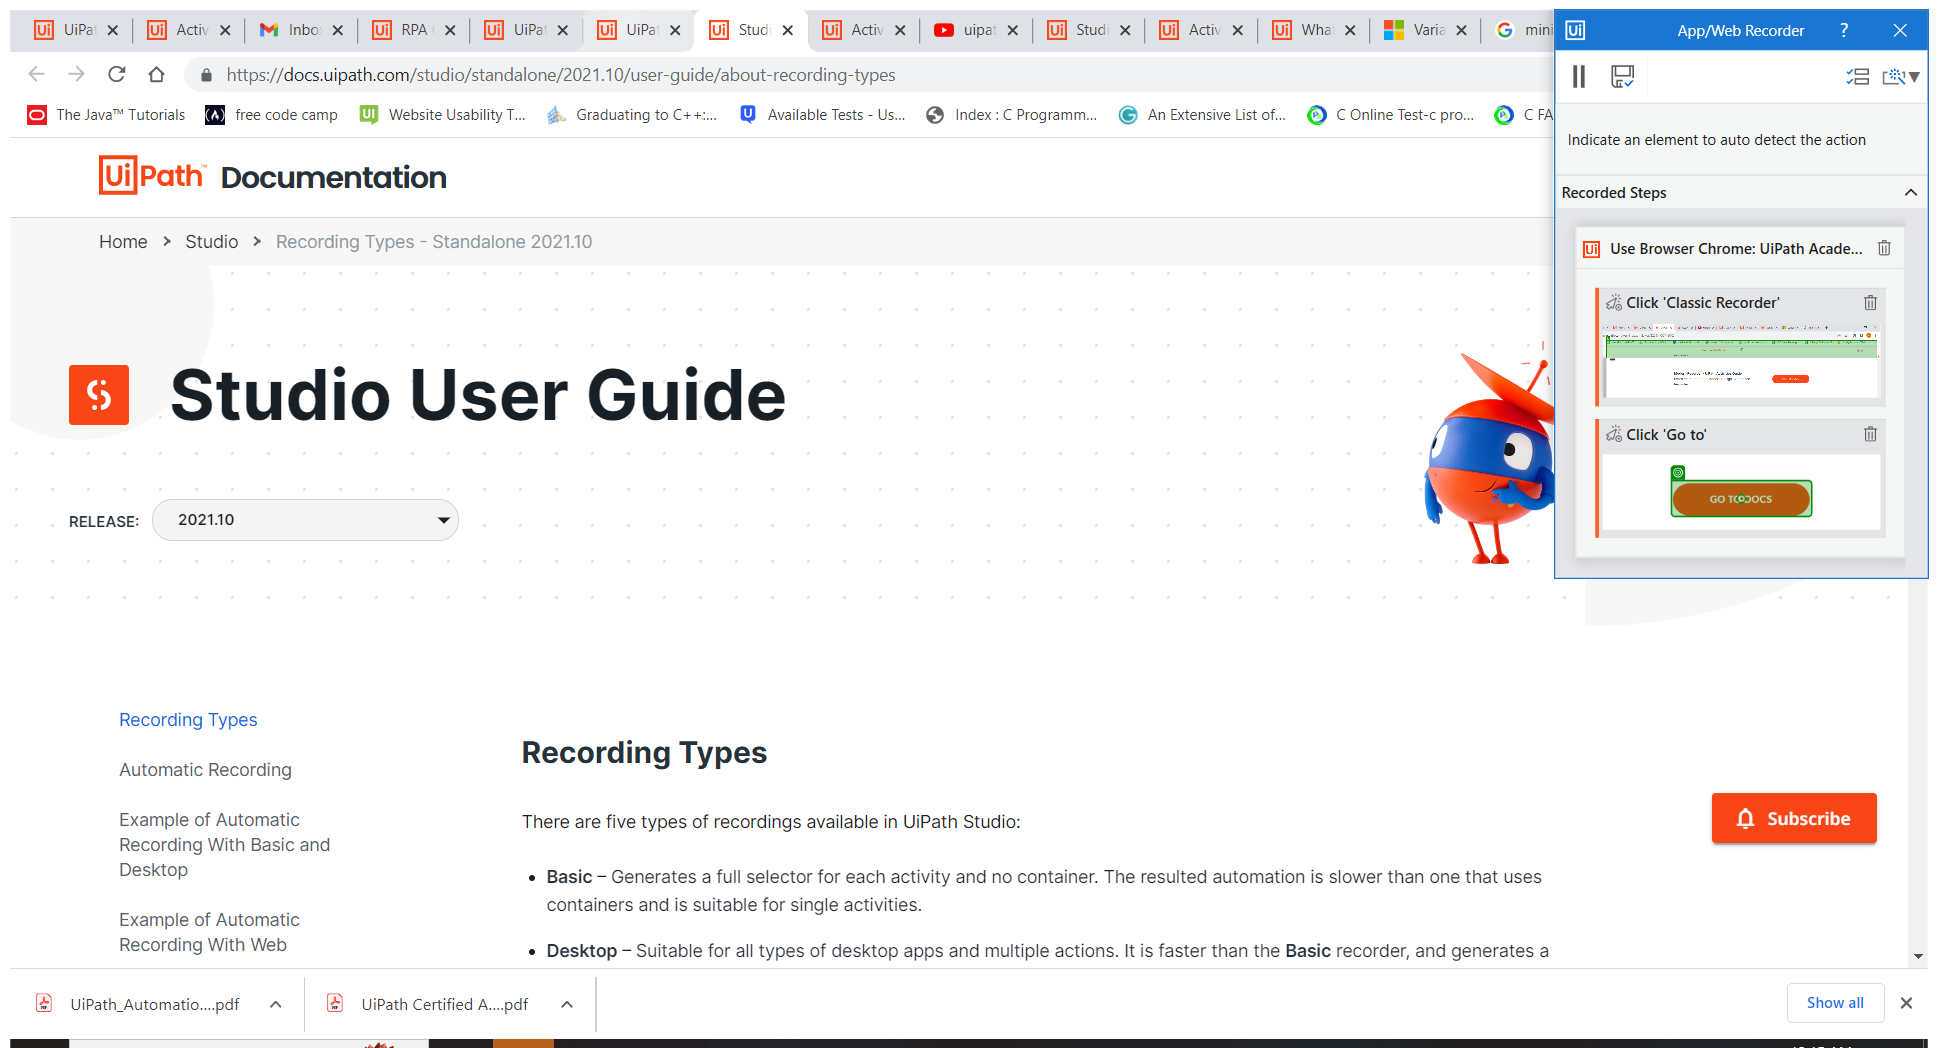 UiPat
Activ
Inbo
RPA
UiPat
UiPat
Studi
Activ
uipat
Studi
Activ
What
Varia
mini
App/Web Recorder
?
https://docs.uipath.com/studio/standalone/2021.10/user-guide/about-recording-types
The Java™ Tutorials
free code camp
Website Usability T...
Graduating to C++:...
Available Tests - Us...
Index : C Programm...
An Extensive List of...
C Online Test-c pro...
C FA
Indicate an element to auto detect the action
UiPath™ Documentation
Recorded Steps
Home > Studio > Recording Types - Standalone 2021.10
Use Browser Chrome: UiPath Acade...
Click 'Classic Recorder'
Studio User Guide
Click 'Go to'
GO TO DOCS
RELEASE: 2021.10
Recording Types
Automatic Recording
Example of Automatic
Recording With Basic and
Desktop
Example of Automatic
Recording With Web
Recording Types
There are five types of recordings available in UiPath Studio:
Subscribe
• Basic – Generates a full selector for each activity and no container. The resulted automation is slower than one that uses
containers and is suitable for single activities.
• Desktop – Suitable for all types of desktop apps and multiple actions. It is faster than the Basic recorder, and generates a
UiPath_Automatio....pdf
UiPath Certified A....pdf
Show all